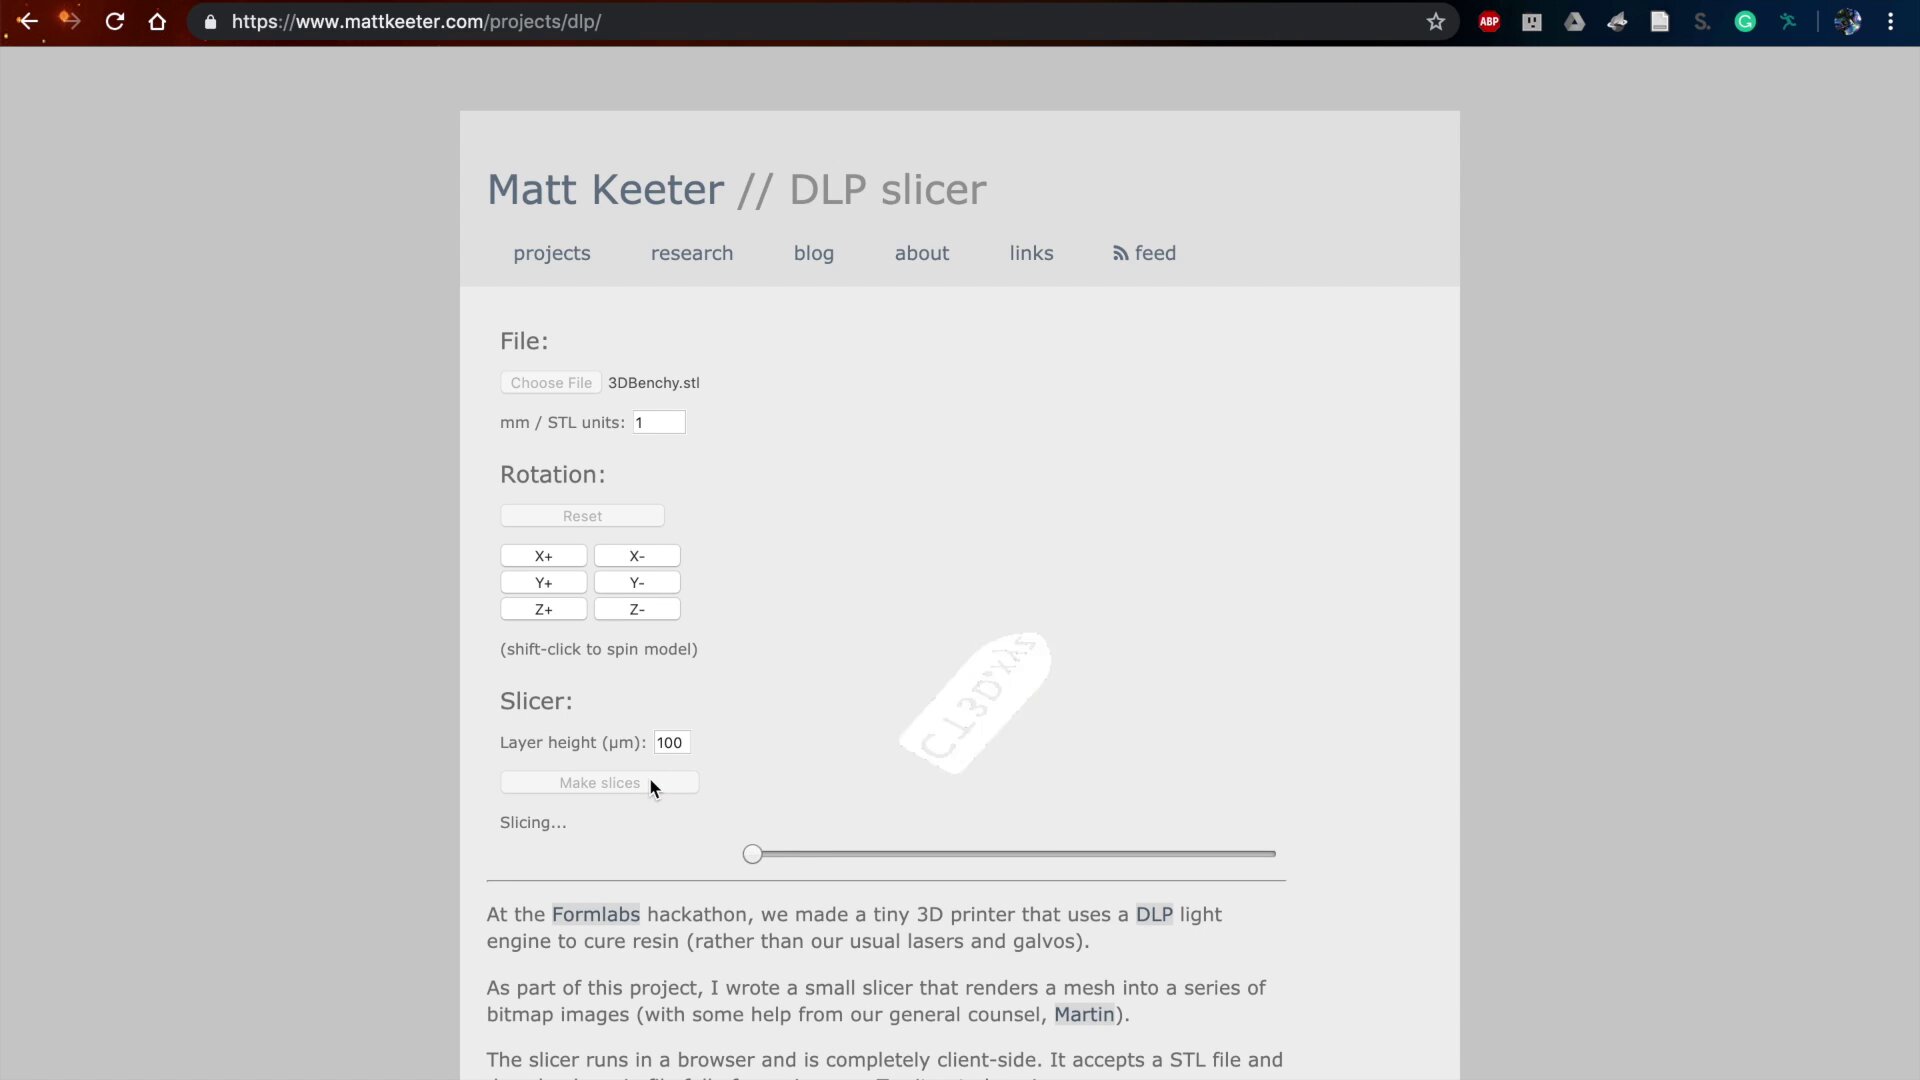 https://www.mattkeeter.com/projects/dlp/
ABP
S.
G
Matt Keeter // DLP slicer
projects research blog about links feed
File:
Choose File 3DBenchy.stl
mm / STL units: 1
Rotation:
Reset
X+ X-
Y+ Y-
Z+ Z-
(shift-click to spin model)
Slicer:
Layer height (µm): 100
Make slices
Slicing...
At the Formlabs hackathon, we made a tiny 3D printer that uses a DLP light
engine to cure resin (rather than our usual lasers and galvos).
As part of this project, I wrote a small slicer that renders a mesh into a series of
bitmap images (with some help from our general counsel, Martin).
The slicer runs in a browser and is completely client-side. It accepts a STL file and